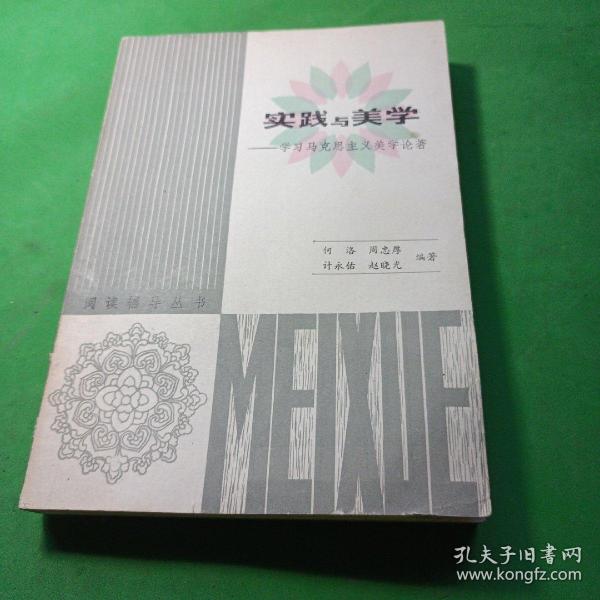 实践与美学
——学习马克思主义美学论著
何洛 周忠厚
计永佑 赵晓光 编著
阅读辅导丛书
MEIXUE
孔夫子旧书网
www.kongfz.com